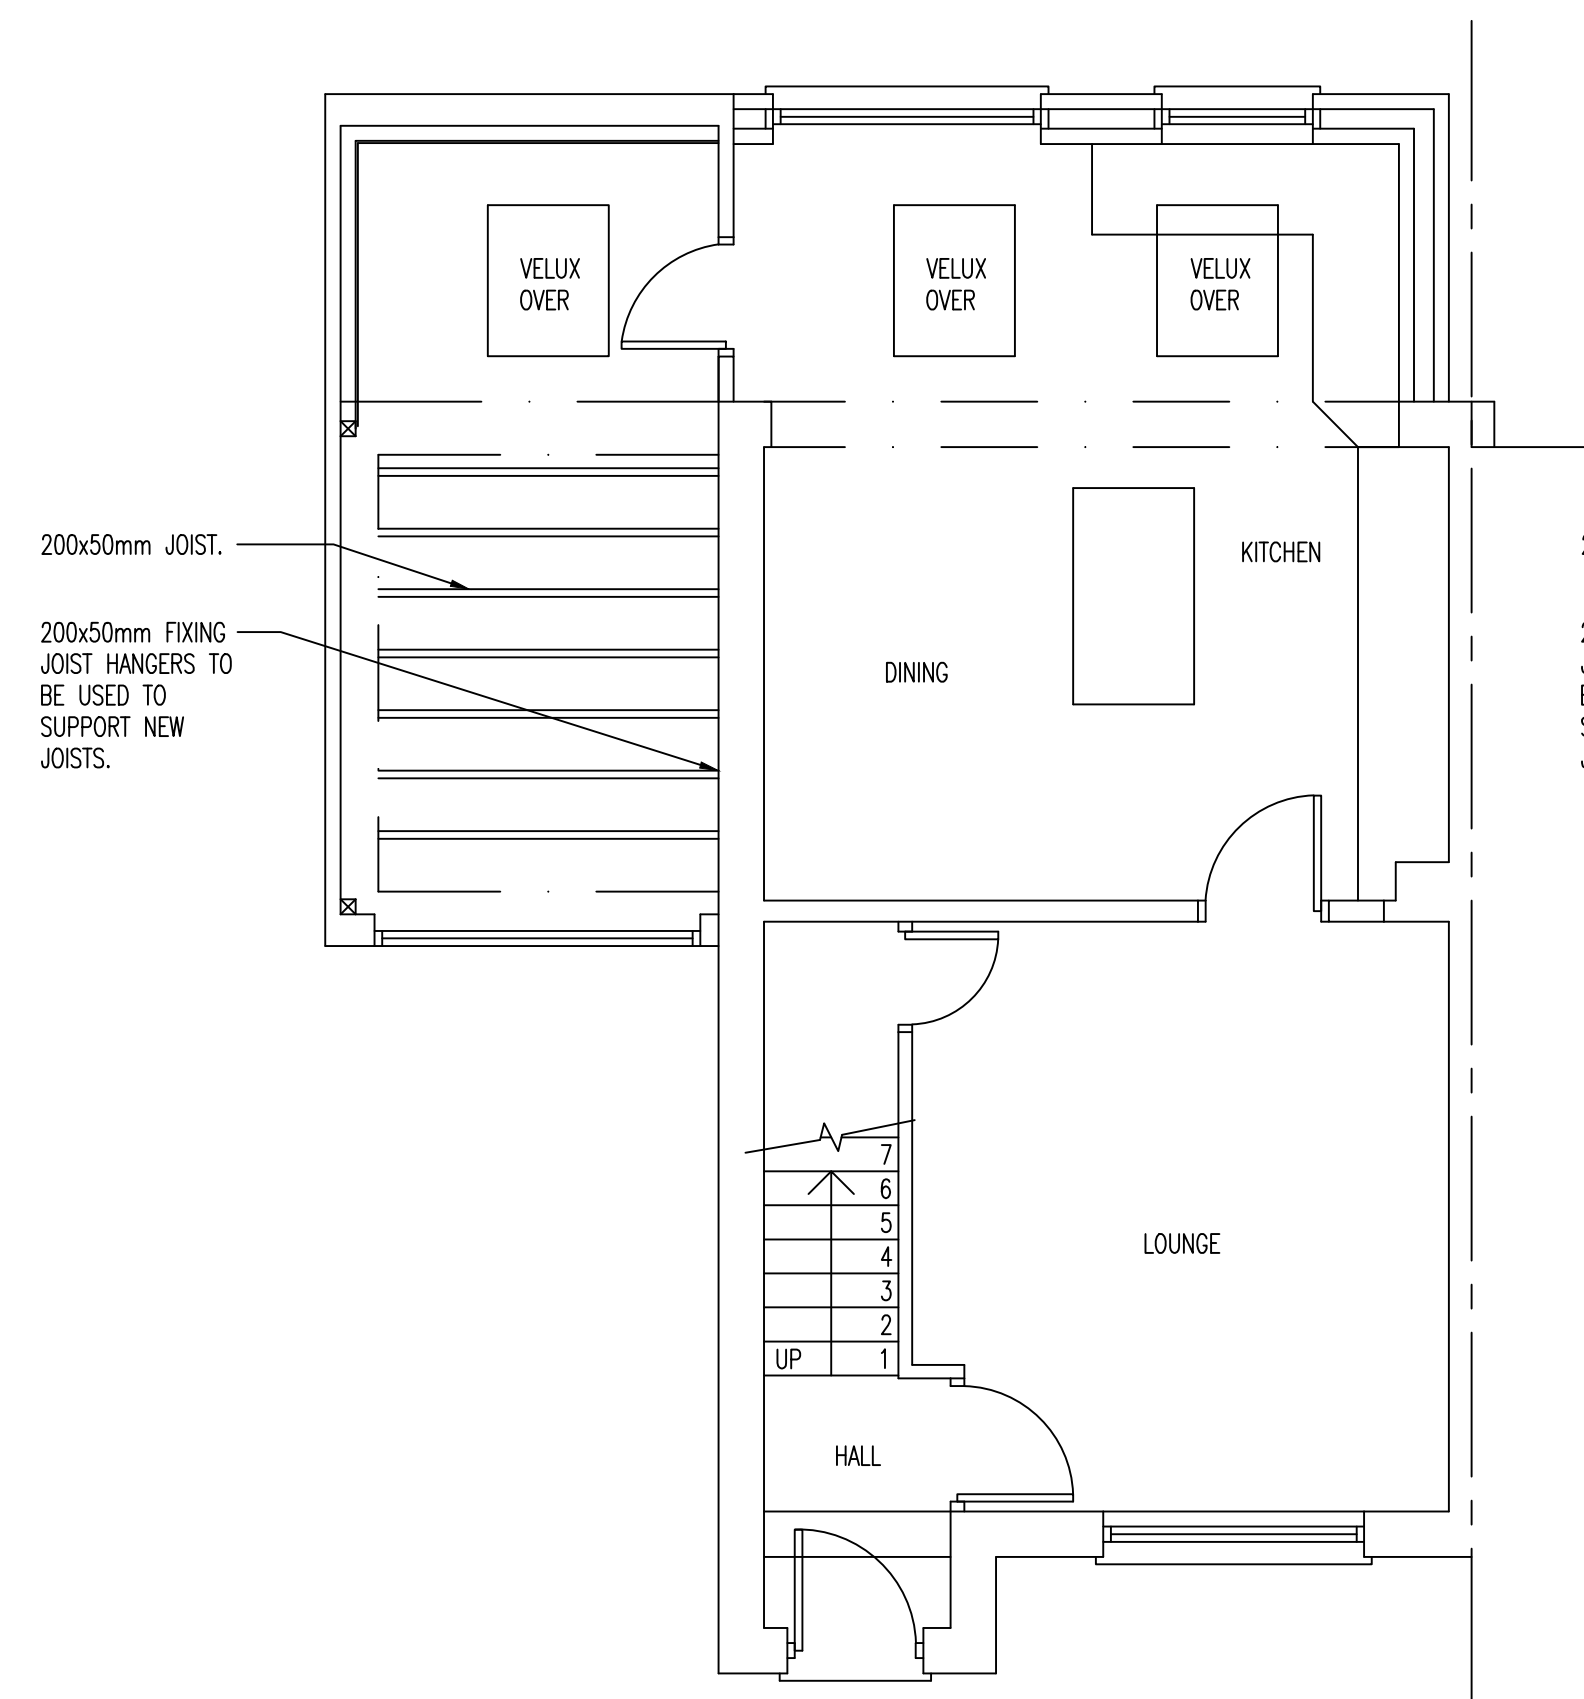 VELUX
OVER
VELUX
OVER
VELUX
OVER
200x50mm JOIST.
KITCHEN
200x50mm FIXING
JOIST HANGERS TO
BE USED TO
SUPPORT NEW
JOISTS.
DINING
7
6
5
4
3
2
UP 1
LOUNGE
HALL